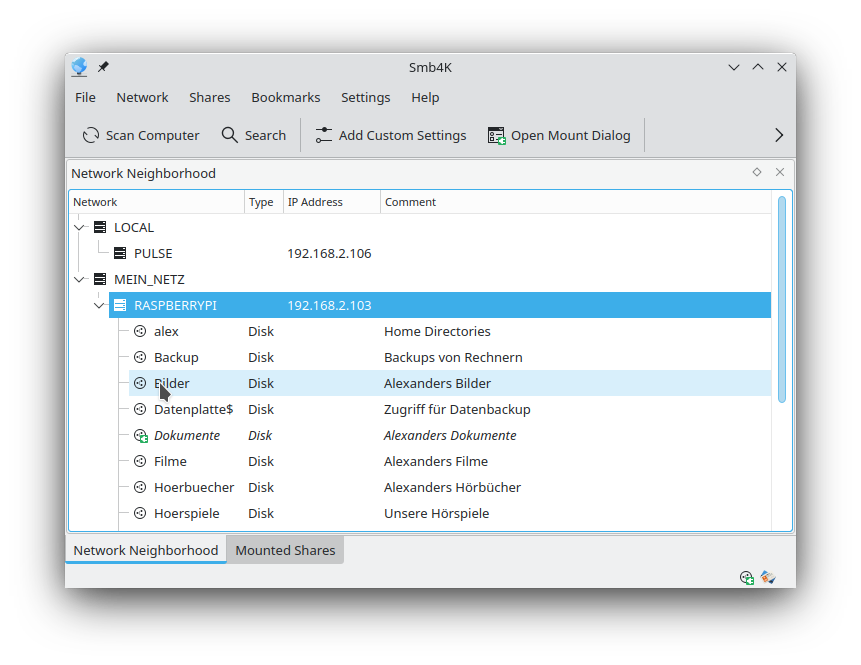 Smb4K
File Network Shares Bookmarks Settings Help
Scan Computer Search Add Custom Settings Open Mount Dialog
Network Neighborhood
Network Type IP Address Comment
LOCAL
PULSE 192.168.2.106
MEIN_NETZ
RASPBERRYPI 192.168.2.103
alex Disk Home Directories
Backup Disk Backups von Rechnern
Bilder Disk Alexanders Bilder
Datenplatte$ Disk Zugriff für Datenbackup
Dokumente Disk Alexanders Dokumente
Filme Disk Alexanders Filme
Hoerbuecher Disk Alexanders Hörbücher
Hoerspiele Disk Unsere Hörspiele
Network Neighborhood Mounted Shares